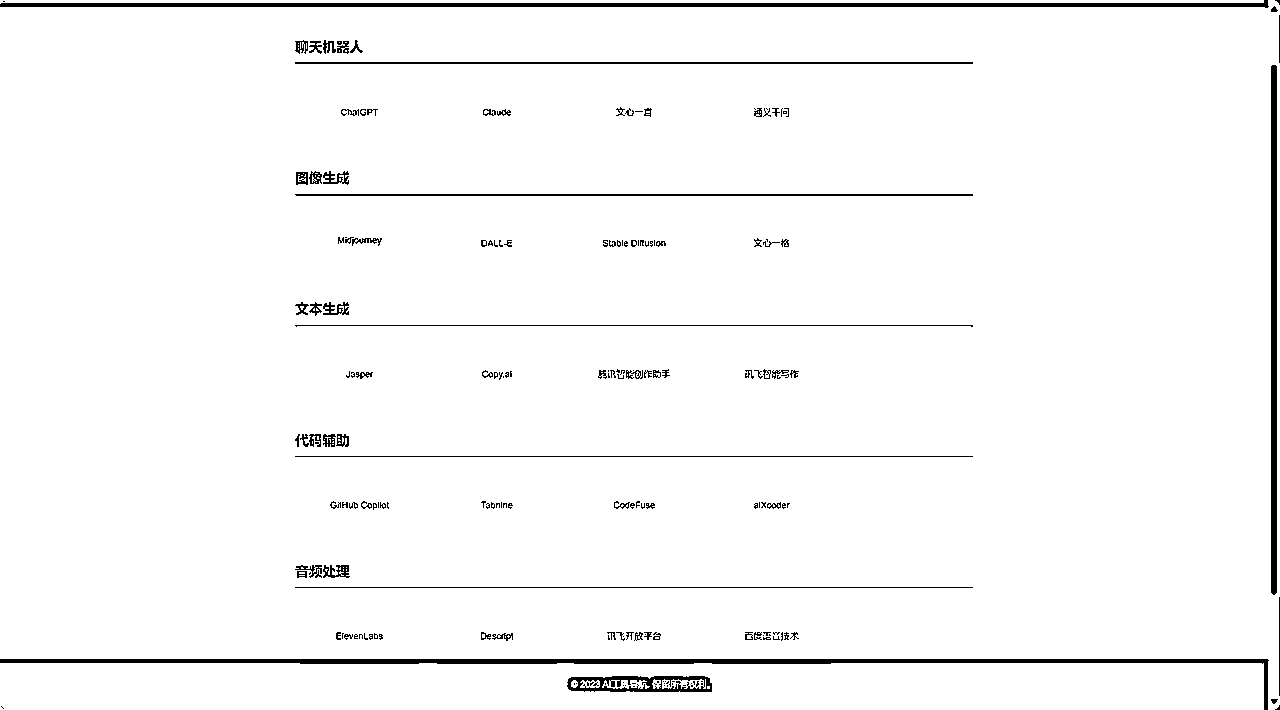 聊天机器人
ChatGPT Claude 文心一言 通义千问
图像生成
Midjourney DALL-E Stable Diffusion 文心一格
文本生成
Jasper Copy.ai 腾讯智能创作助手 讯飞智能写作
代码辅助
GitHub Copilot Tabnine CodeFuse aiXcoder
音频处理
ElevenLabs Descript 讯飞开放平台 百度语音技术
© 2023 AI工具导航. 保留所有权利.